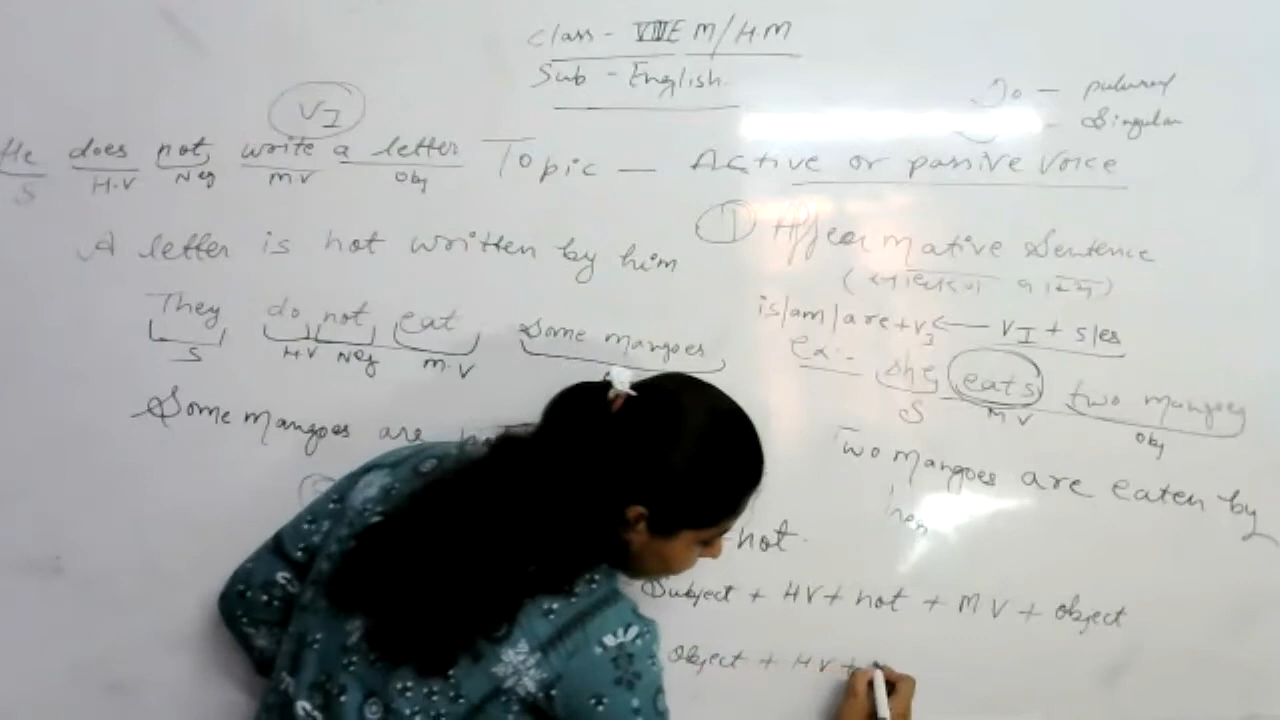 Class - VIII E M/HM
Sub - English.
Do - 
- Singular
VI
He does not write a letter
S H.V Neg M.V Obj
Topic - Active or passive voice
A letter is not written by him
① Affermative Sentence
They do not eat some mangoes
S H.V Neg M.V
is/am/are+V3 ← VI + s/es
ex:- She eats two mangoes
S MV Obj
Some mangoes are
Two mangoes are eaten by
her
not.
Subject + HV + not + MV + object
Object + HV +